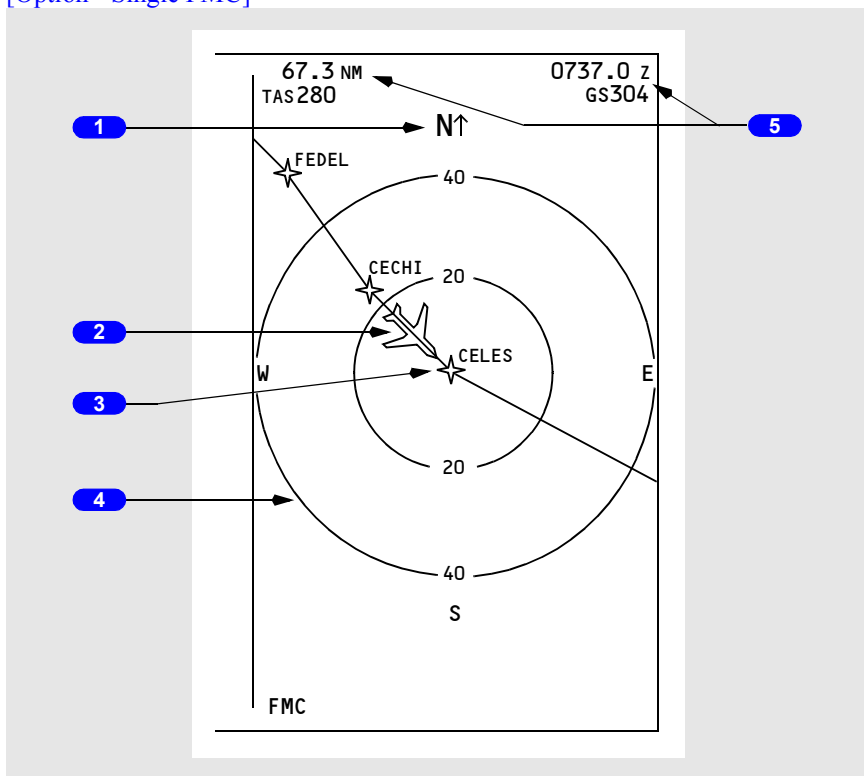 [Option - Single FMC]
67.3 NM 0737.0 Z
TAS280 GS304
1 N↑ 5
FEDEL
40
CECHI 20
2
CELES
W E
3
20
4
40
S
FMC